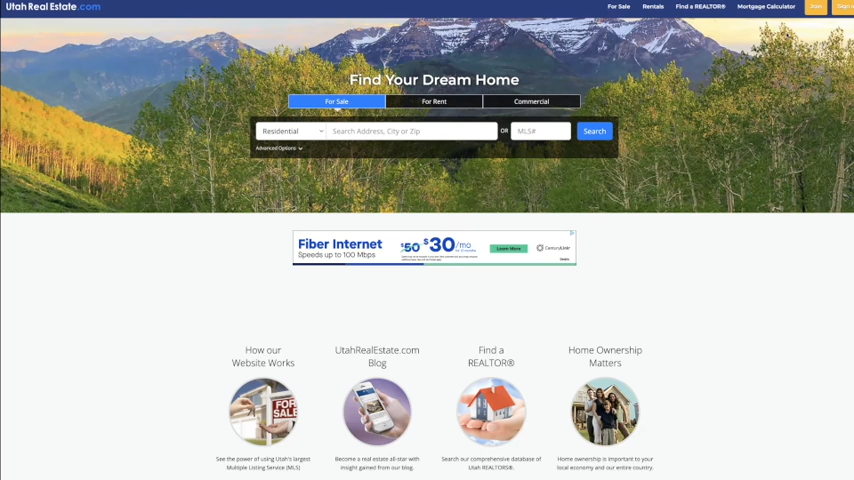 Utah Real Estate.com
For Sale Rentals Find a REALTOR® Mortgage Calculator Join Sign
Find Your Dream Home
For Sale For Rent Commercial
Residential Search Address, City or Zip OR MLS# Search
Advanced Options
Fiber Internet
Speeds up to 100 Mbps
$50 $30/mo
Learn More
CenturyLink
How our
Website Works
UtahRealEstate.com
Blog
Find a
REALTOR®
Home Ownership
Matters
FOR
SALE
See the power of using Utah's largest
Multiple Listing Service (MLS)
Become a real estate all-star with
insight gained from our blog.
Search our comprehensive database of
Utah REALTORS®.
Home ownership is important to your
local economy and our entire country.